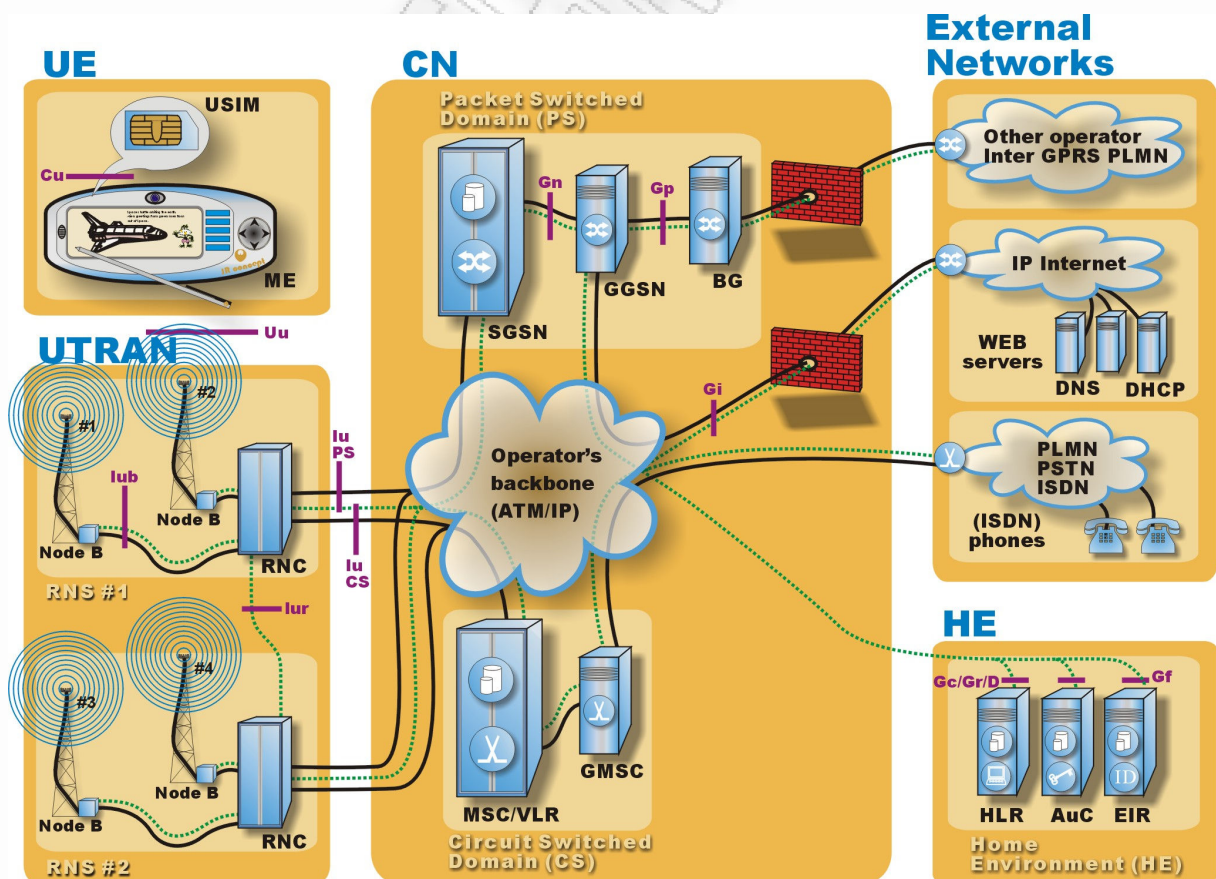 UE
USIM
Cu
ME
IP concept
Uu
UTRAN
#1
#2
Iub
Node B
Node B
RNC
RNS #1
Iur
#3
#4
Node B
Node B
RNC
RNS #2
Iu
PS
Iu
CS
CN
Packet Switched
Domain (PS)
Gn
Gp
SGSN
GGSN
BG
Gi
Operator's
backbone
(ATM/IP)
MSC/VLR
GMSC
Circuit Switched
Domain (CS)
External
Networks
Other operator
Inter GPRS PLMN
IP Internet
WEB
servers
DNS
DHCP
PLMN
PSTN
ISDN
(ISDN)
phones
HE
Gc/Gr/D
Gf
ID
HLR
AuC
EIR
Home
Environment (HE)